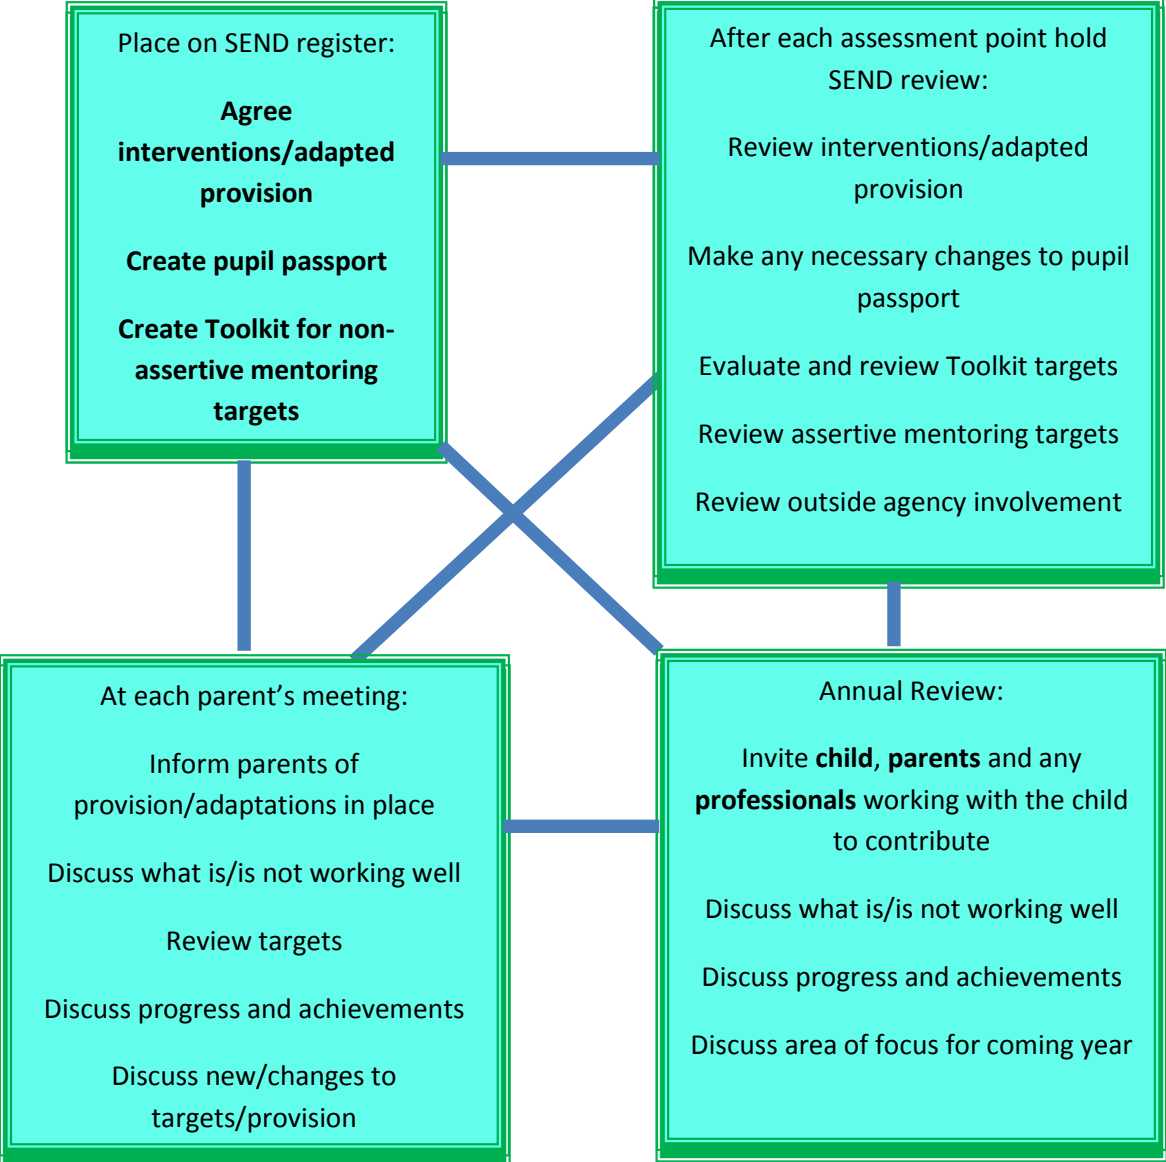 Place on SEND register:
Agree
interventions/adapted
provision
Create pupil passport
Create Toolkit for non-
assertive mentoring
targets
After each assessment point hold
SEND review:
Review interventions/adapted
provision
Make any necessary changes to pupil
passport
Evaluate and review Toolkit targets
Review assertive mentoring targets
Review outside agency involvement
At each parent’s meeting:
Inform parents of
provision/adaptations in place
Discuss what is/is not working well
Review targets
Discuss progress and achievements
Discuss new/changes to
targets/provision
Annual Review:
Invite child, parents and any
professionals working with the child
to contribute
Discuss what is/is not working well
Discuss progress and achievements
Discuss area of focus for coming year